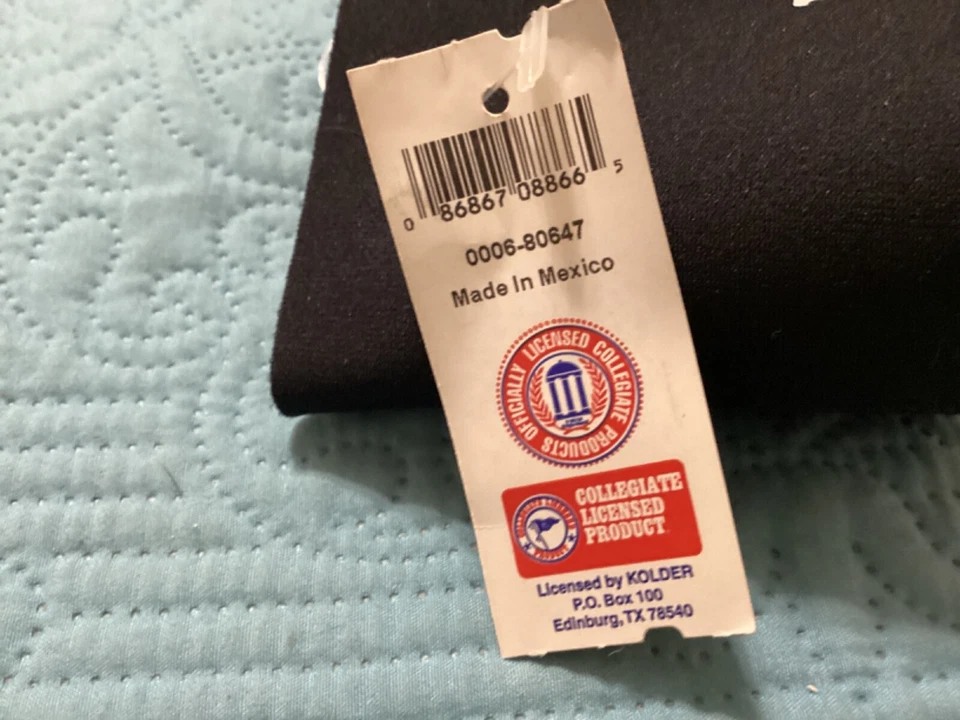 0 86867 08866 5
0006-80647
Made In Mexico
OFFICIALLY LICENSED COLLEGIATE PRODUCTS
COLLEGIATE
LICENSED
PRODUCT
Licensed by KOLDER
P.O. Box 100
Edinburg, TX 78540